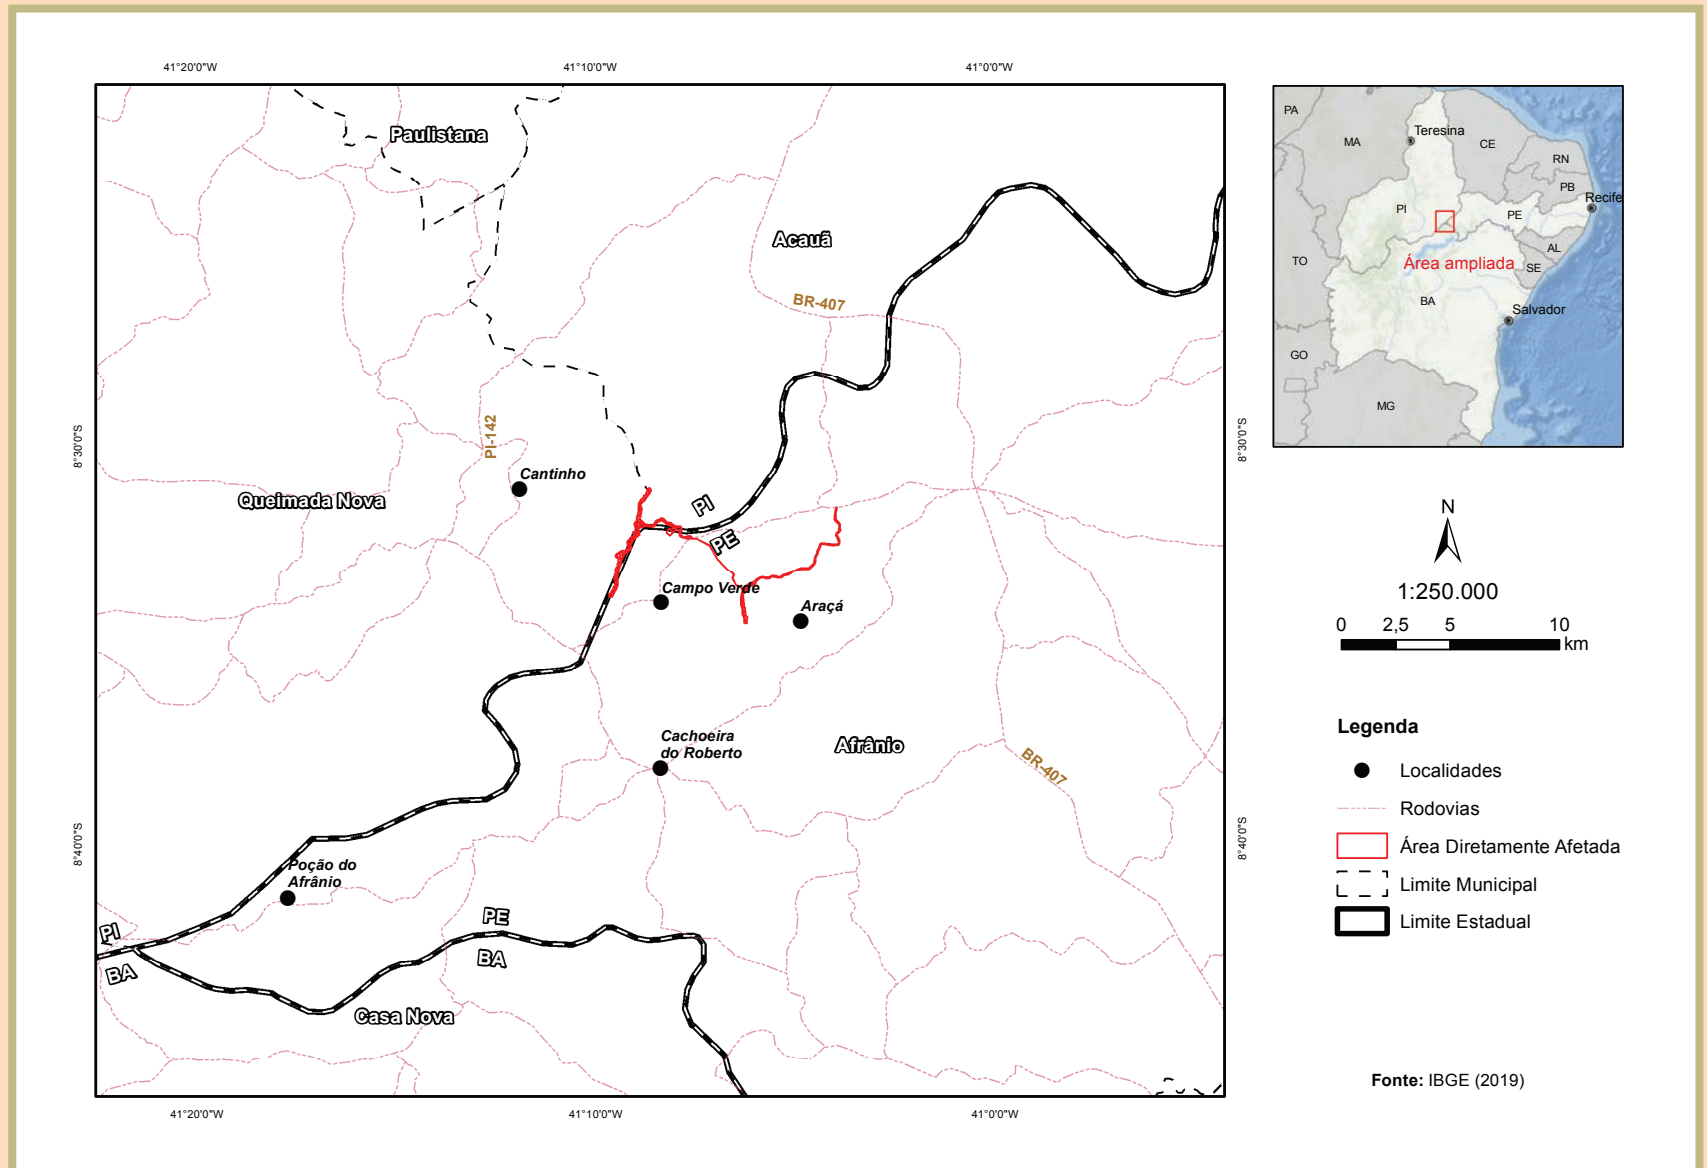 41°20'0"W
41°10'0"W
41°0'0"W
8°30'0"S
8°40'0"S
Paulistana
Acauã
BR-407
PI-142
Cantinho
Queimada Nova
PI
PE
Campo Verde
Araçá
Cachoeira
do Roberto
Afrânio
BR-407
Poção do
Afrânio
PI
BA
PE
BA
Casa Nova
8°30'0"S
8°40'0"S
41°20'0"W
41°10'0"W
41°0'0"W
PA
MA
Teresina
CE
RN
PB
Recife
PI
PE
AL
TO
Área ampliada
SE
BA
Salvador
GO
MG
N
1:250.000
0 2,5 5 10
km
Legenda
Localidades
Rodovias
Área Diretamente Afetada
Limite Municipal
Limite Estadual
Fonte: IBGE (2019)